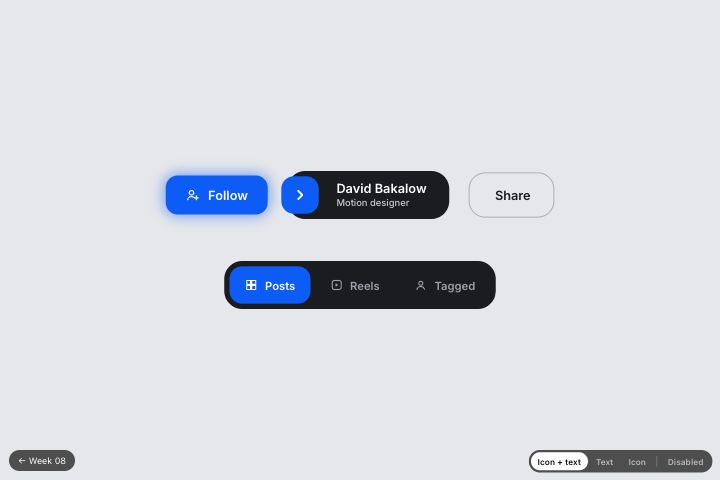 Follow
David Bakalow
Motion designer
Share
Posts
Reels
Tagged
← Week 08
Icon + text
Text
Icon
Disabled